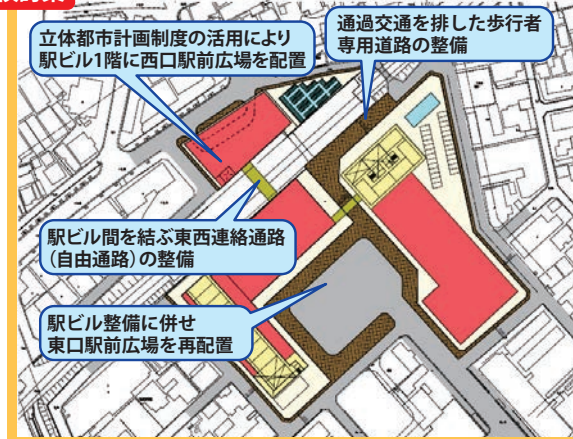 立体都市計画制度の活用により
駅ビル1階に西口駅前広場を配置
通過交通を排した歩行者
専用道路の整備
駅ビル間を結ぶ東西連絡通路
(自由通路)の整備
駅ビル整備に併せ
東口駅前広場を再配置